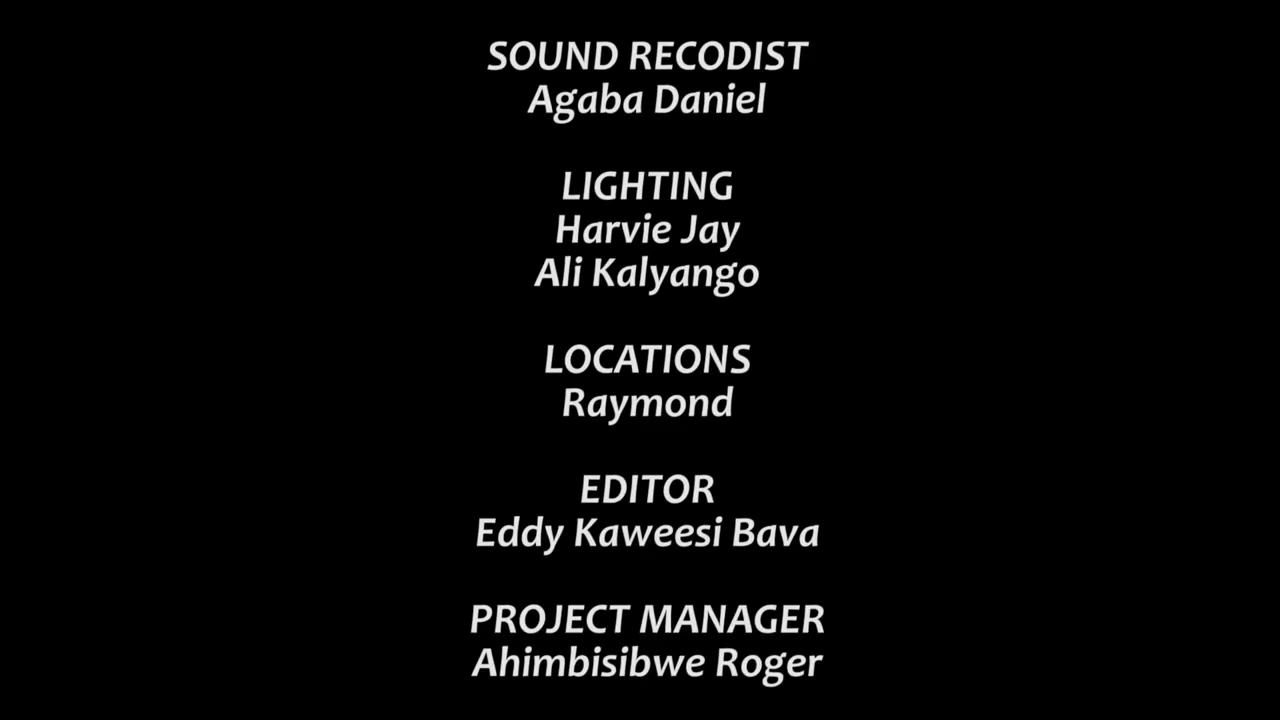 SOUND RECODIST
Agaba Daniel
LIGHTING
Harvie Jay
Ali Kalyango
LOCATIONS
Raymond
EDITOR
Eddy Kaweesi Bava
PROJECT MANAGER
Ahimbisibwe Roger